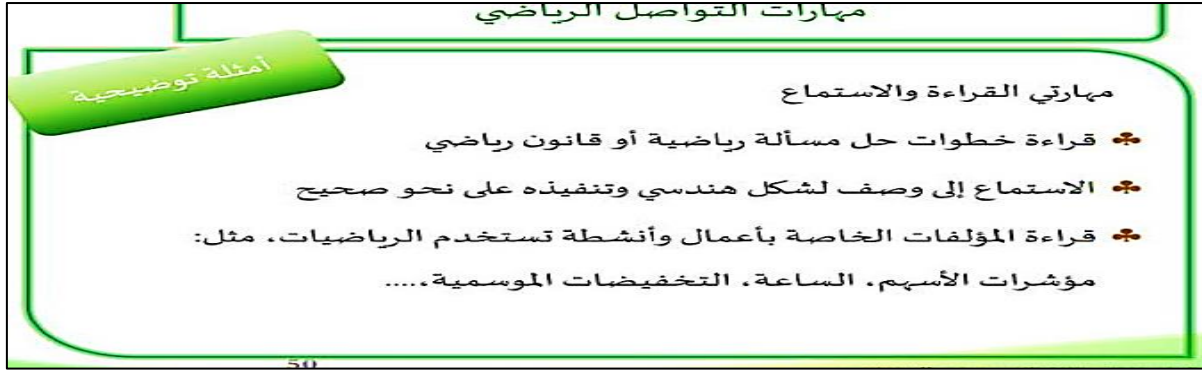 مهارات التواصل الرياضي
أمثلة توضيحية
مهارتي القراءة والاستماع
♣ قراءة خطوات حل مسألة رياضية أو قانون رياضي
♣ الاستماع إلى وصف لشكل هندسي وتنفيذه على نحو صحيح
♣ قراءة المؤلفات الخاصة بأعمال وأنشطة تستخدم الرياضيات، مثل:
مؤشرات الأسهم، الساعة، التخفيضات الموسمية،....
50